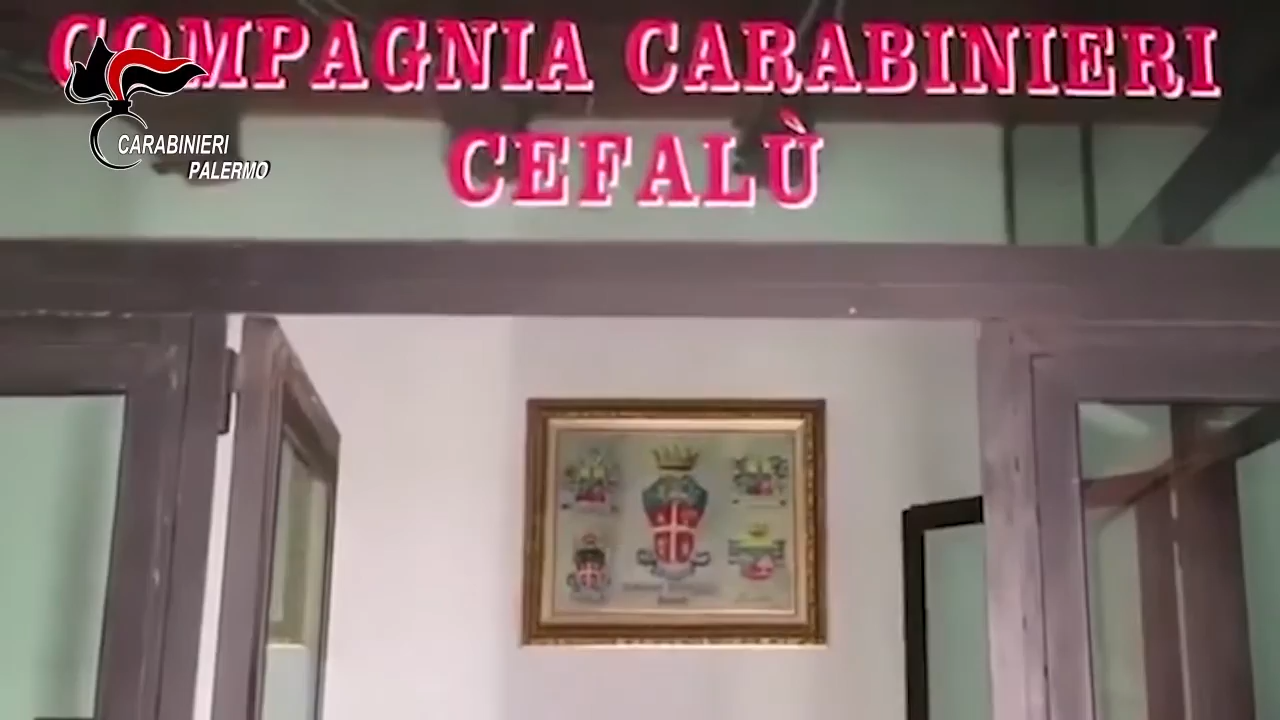 COMPAGNIA CARABINIERI
CEFALÙ
CARABINIERI
PALERMO